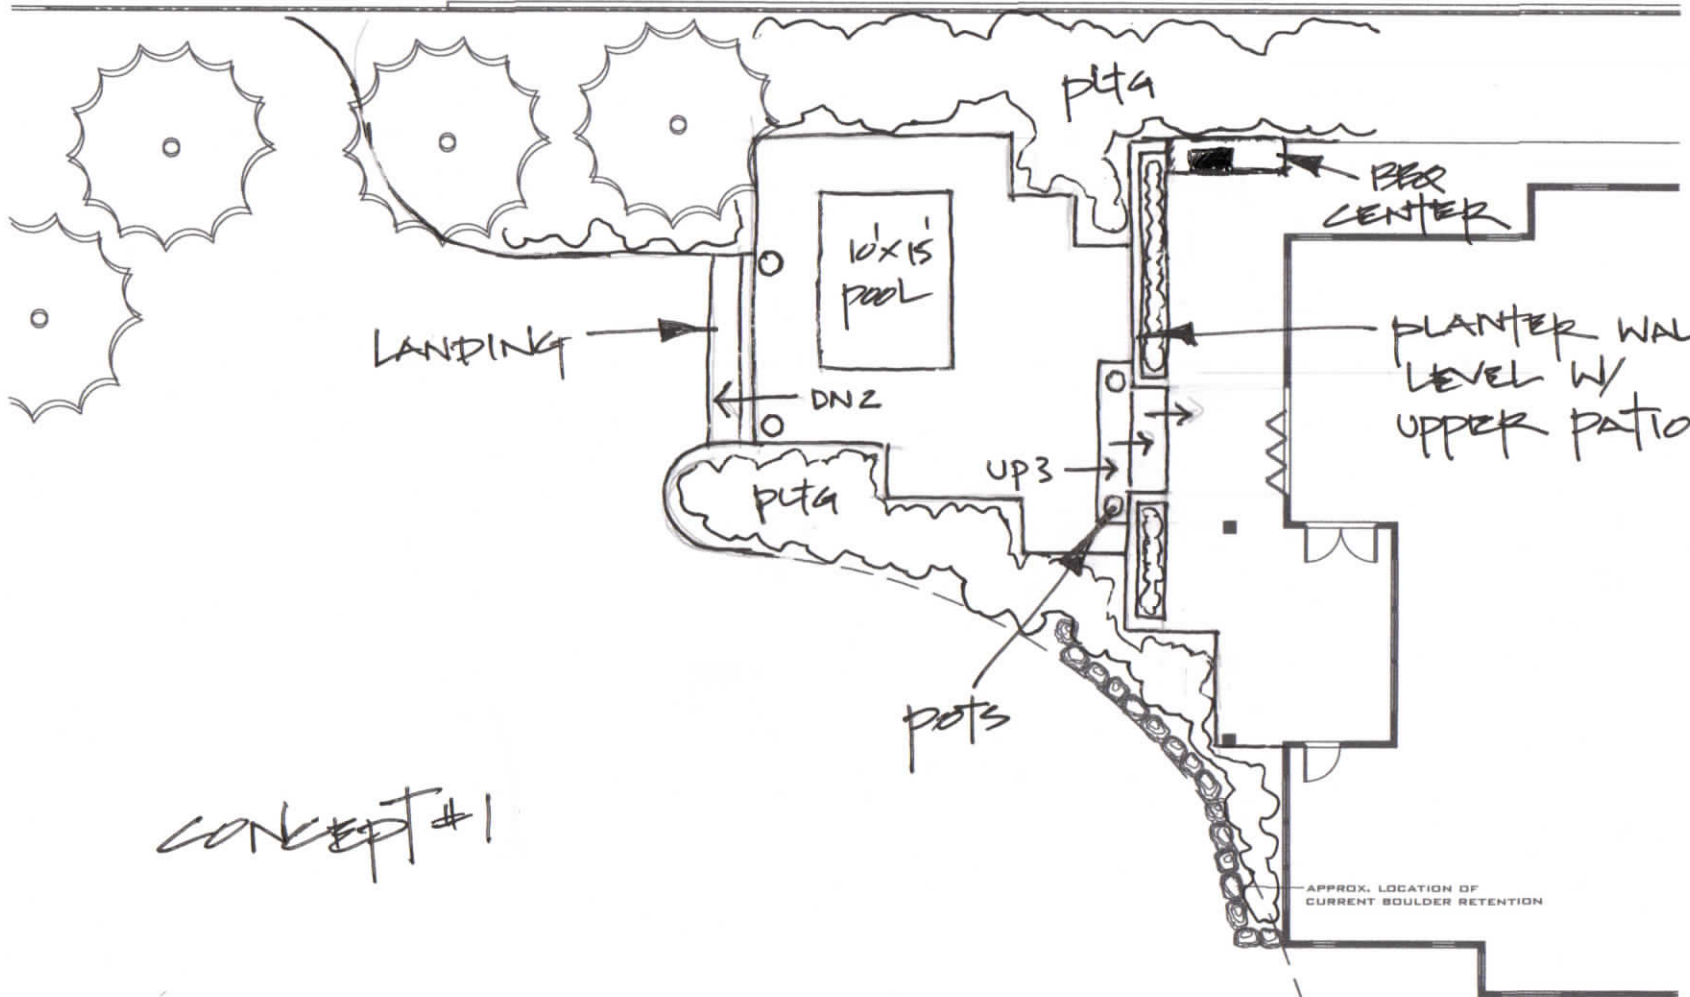 pltg
BBQ
CENTER
10'x15'
pooL
LANDING
pLANTER WAL
LEVEL W/
UPPER PATIO
DN2
UP3
pltg
pots
CONCEPT #1
APPROX. LOCATION OF
CURRENT BOULDER RETENTION